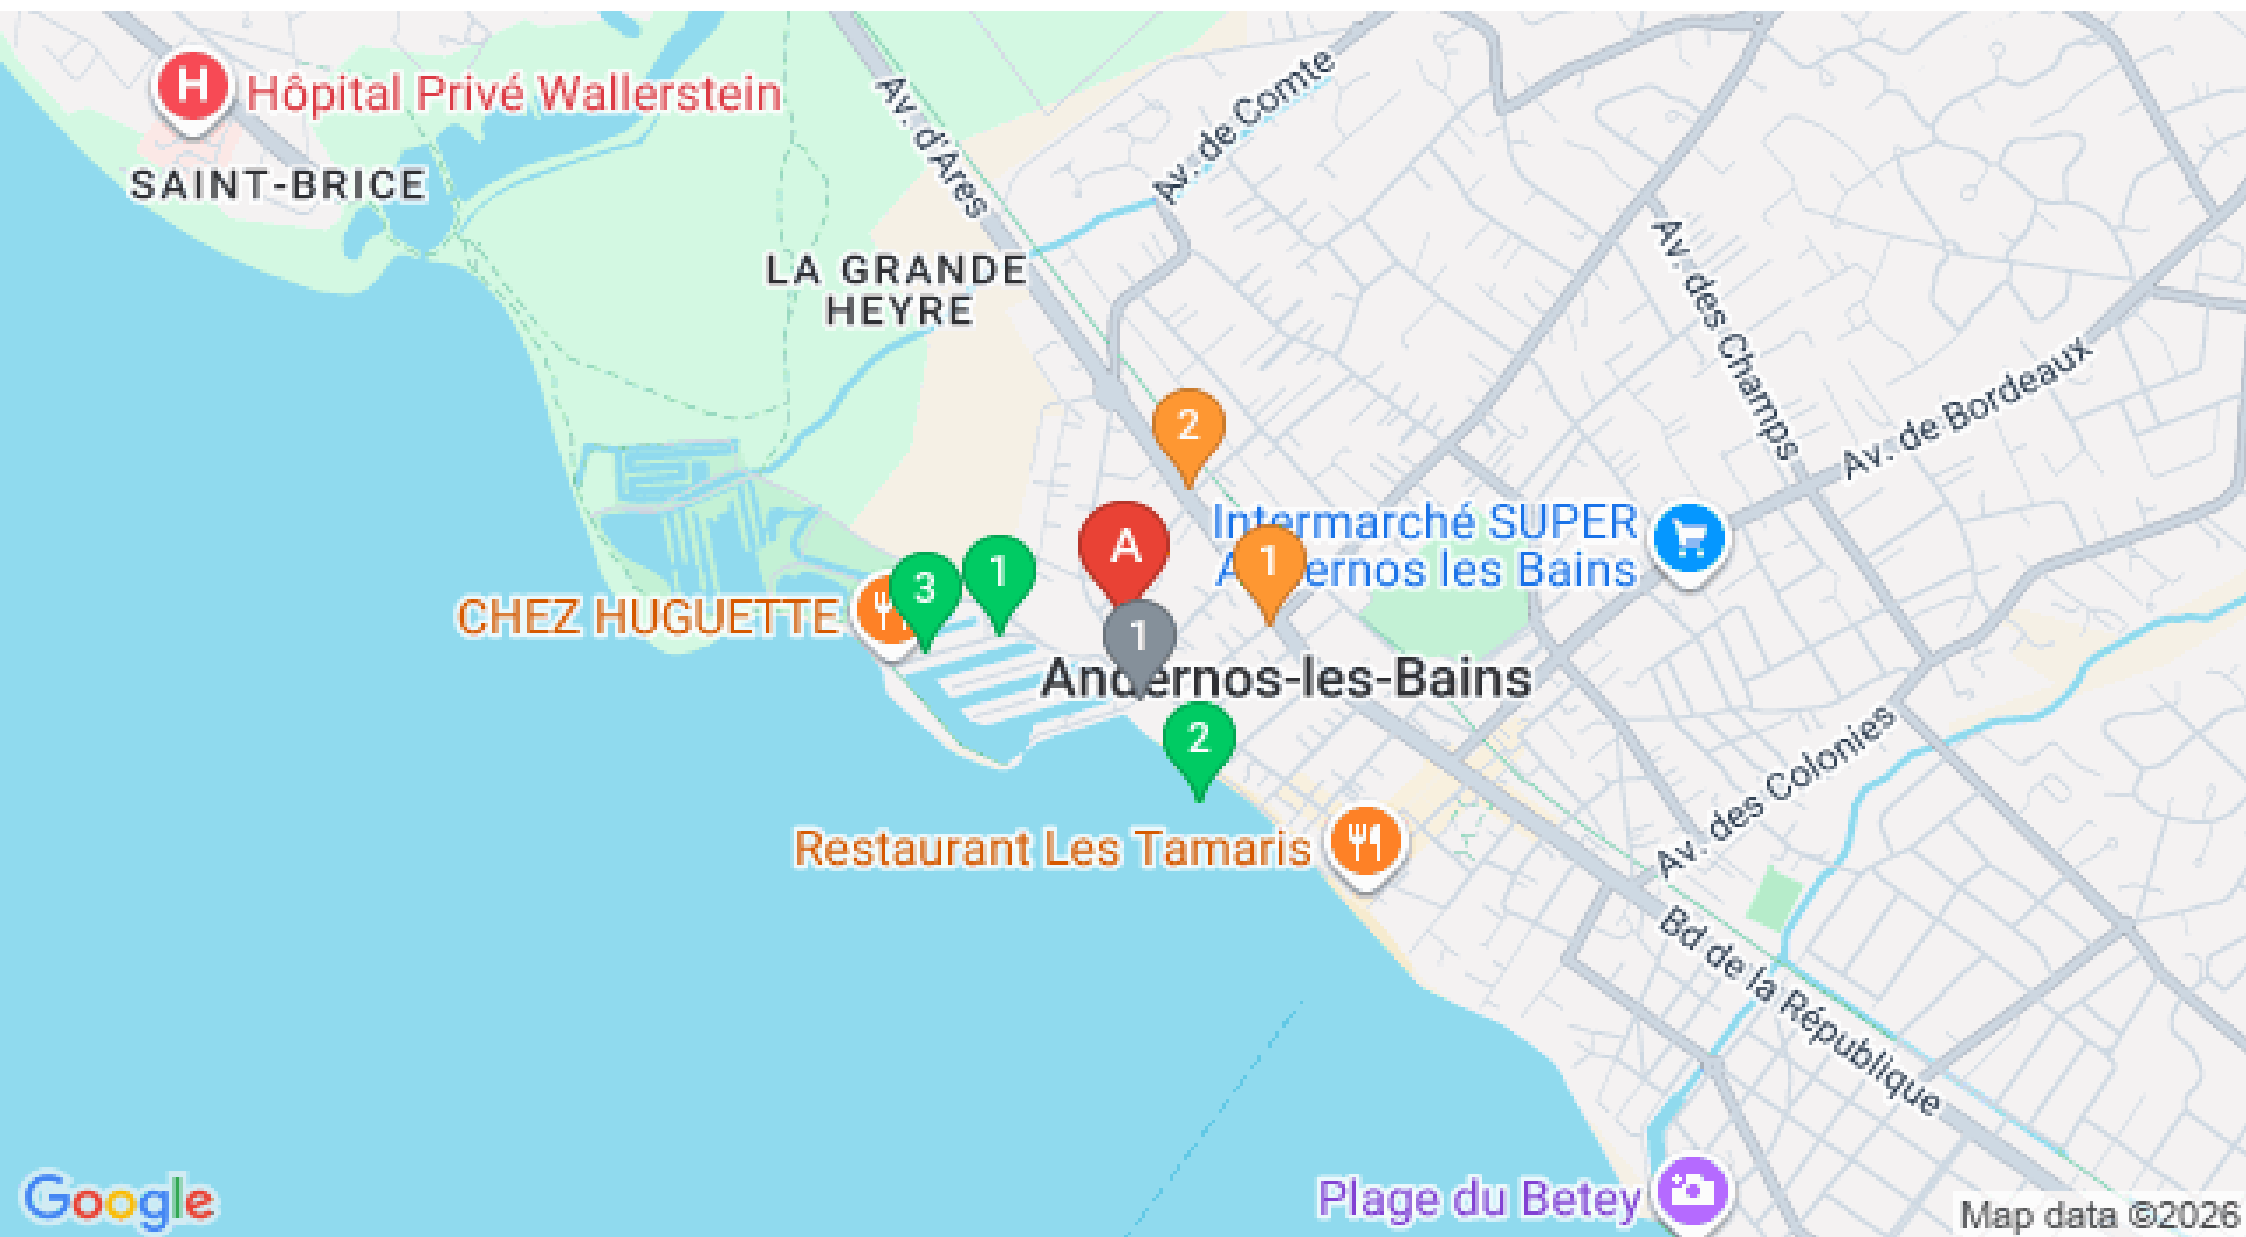 H Hôpital Privé Wallerstein
SAINT-BRICE
Av. d'Ares
Av. de Comte
LA GRANDE
HEYRE
Av. des Champs
Av. de Bordeaux
2
A
Intermarché SUPER
Andernos les Bains
1
1
3
CHEZ HUGUETTE
1
Andernos-les-Bains
2
Restaurant Les Tamaris
Av. des Colonies
Bd de la République
Plage du Betey
Google
Map data ©2026